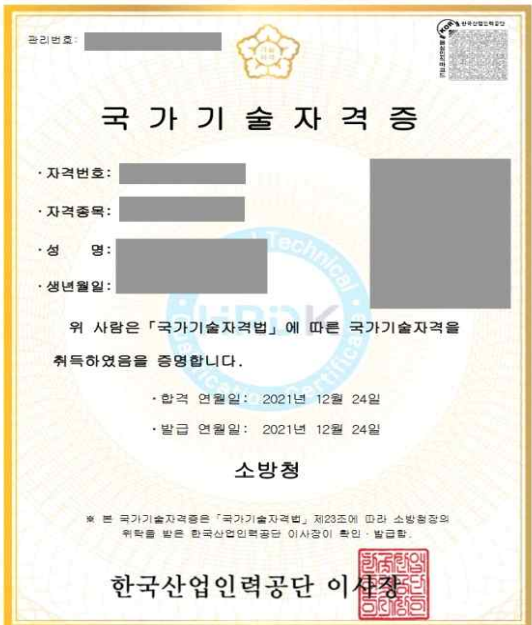 관리번호:
한국산업인력공단
국가기술자격증
·자격번호:
·자격종목:
·성 명:
·생년월일:
위 사람은「국가기술자격법」에 따른 국가기술자격을
취득하였음을 증명합니다.
·합격 연월일: 2021년 12월 24일
·발급 연월일: 2021년 12월 24일
소방청
※ 본 국가기술자격증은「국가기술자격법」제23조에 따라 소방청장의
위탁을 받은 한국산업인력공단 이사장이 확인·발급함.
한국산업인력공단 이사장